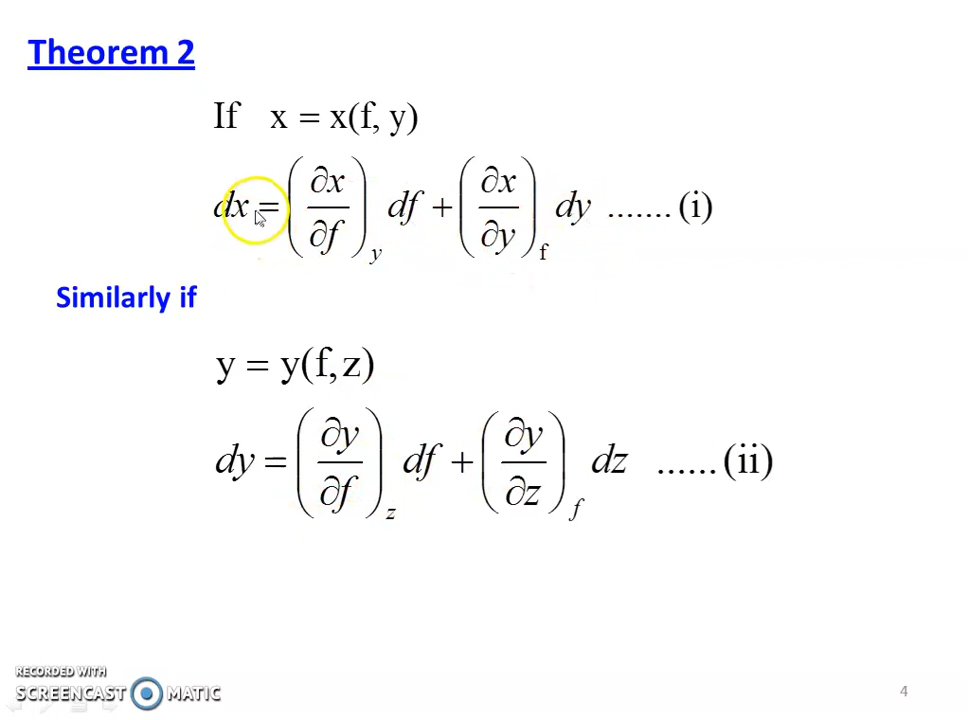 Theorem 2
If x = x(f, y)
dx = (∂x/∂f)_y df + (∂x/∂y)_f dy .......(i)
Similarly if
y = y(f,z)
dy = (∂y/∂f)_z df + (∂y/∂z)_f dz ......(ii)
RECORDED WITH
SCREENCAST MATIC
4